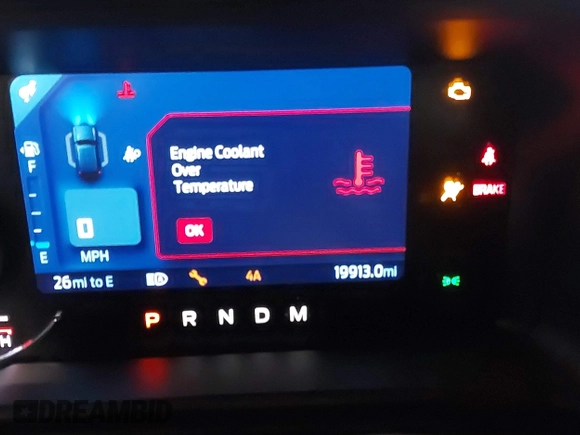 F
Engine Coolant
Over
Temperature
OK
0
E
MPH
26mi to E
4A
19913.0mi
BRAKE
P R N D M
H
DREAMBID